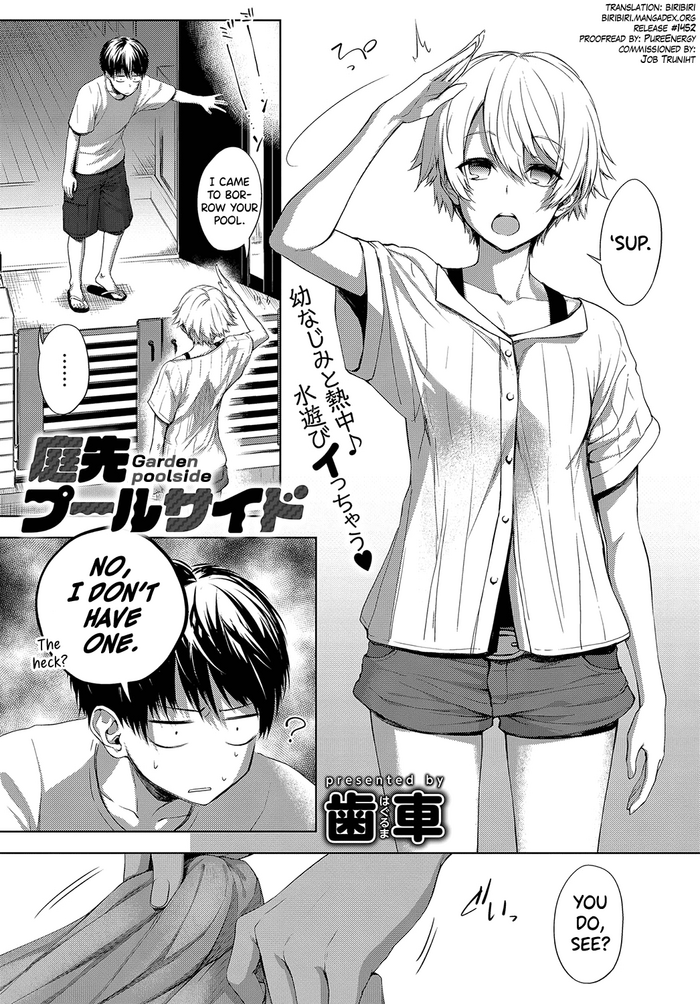 TRANSLATION: BIRIBIRI
BIRIBIRI.MANGADEX.ORG
RELEASE #1452
PROOFREAD BY: PUREENERGY
COMMISSIONED BY:
JOB TRUNIHT
'SUP.
I CAME
TO BOR-
ROW YOUR
POOL.
......
幼なじみと熱中♪
水遊びイっちゃう♥
庭先
Garden
poolside
プールサイド
NO,
I DON'T
HAVE
ONE.
The
heck?
?
presented by
歯車
はぐるま
YOU
DO,
SEE?
ぐいっ